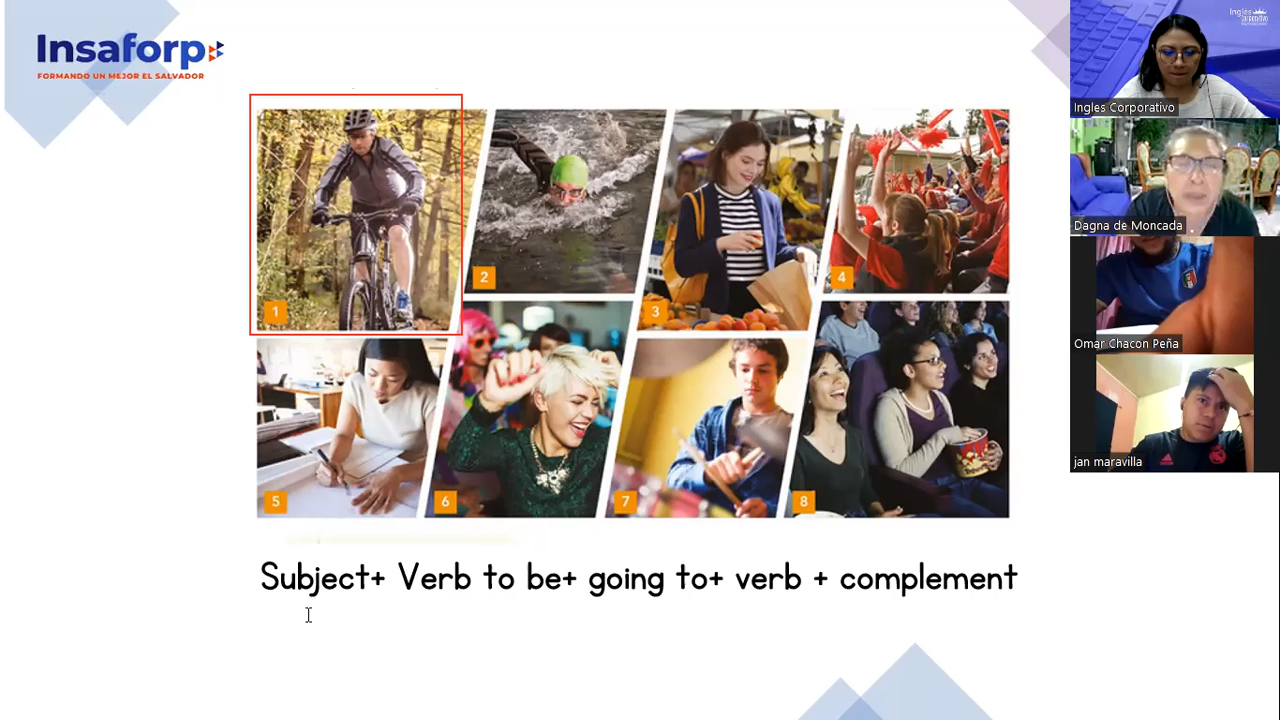 Insaforp
FORMANDO UN MEJOR EL SALVADOR
1
2
3
4
5
6
7
8
Subject+ Verb to be+ going to+ verb + complement
Ingles Corporativo
Dagna de Moncada
Omar Chacon Peña
jan maravilla